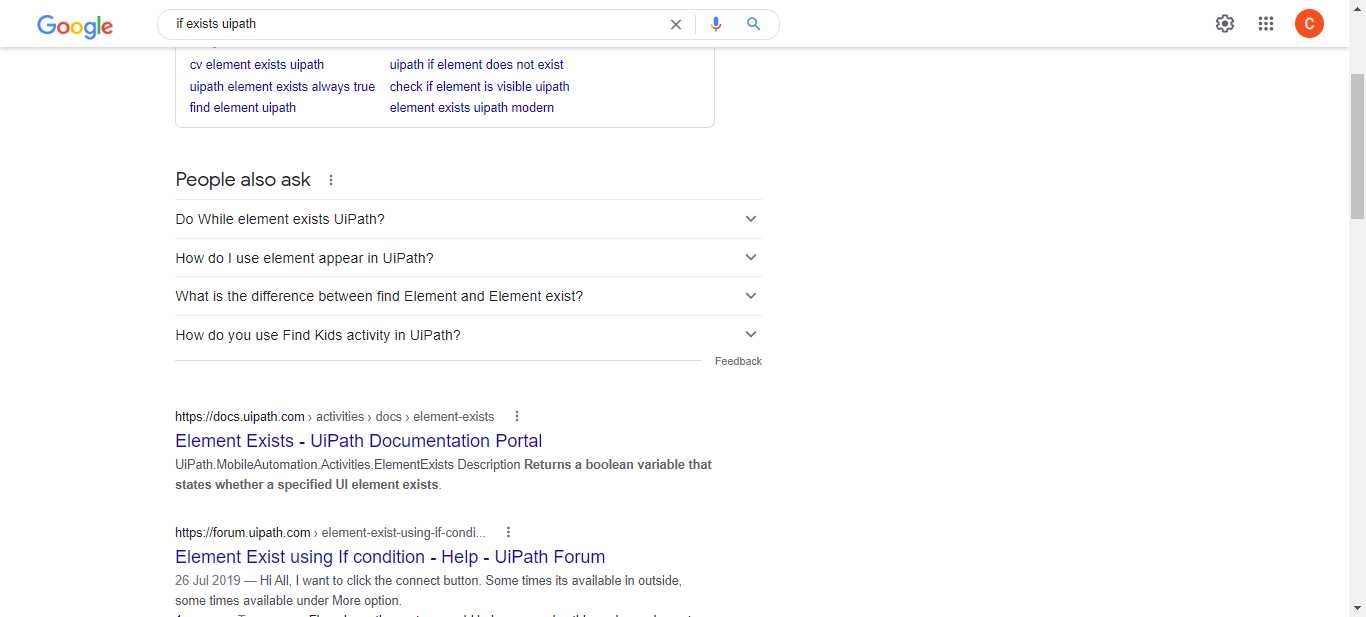 Google
if exists uipath
C
cv element exists uipath
uipath if element does not exist
uipath element exists always true
check if element is visible uipath
find element uipath
element exists uipath modern
People also ask
Do While element exists UiPath?
How do I use element appear in UiPath?
What is the difference between find Element and Element exist?
How do you use Find Kids activity in UiPath?
Feedback
https://docs.uipath.com › activities › docs › element-exists
Element Exists - UiPath Documentation Portal
UiPath.MobileAutomation.Activities.ElementExists Description Returns a boolean variable that
states whether a specified UI element exists.
https://forum.uipath.com › element-exist-using-if-condi...
Element Exist using If condition - Help - UiPath Forum
26 Jul 2019 — Hi All, I want to click the connect button. Some times its available in outside,
some times available under More option.